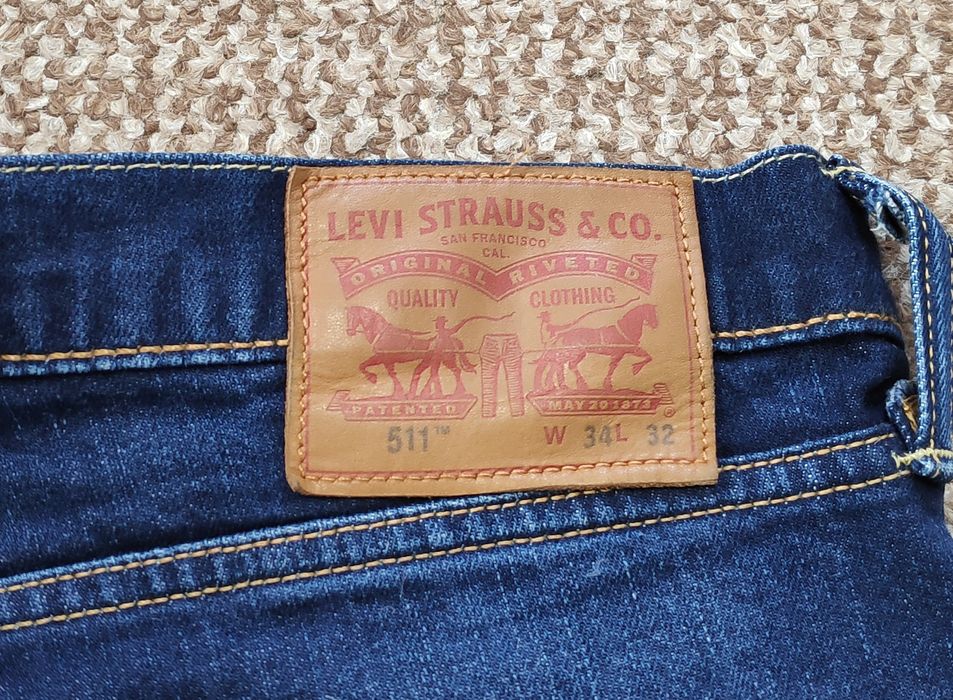 LEVI STRAUSS & CO.
SAN FRANCISCO
CAL.
ORIGINAL RIVETED
QUALITY CLOTHING
PATENTED MAY 20 1873 ®
511™ W 34 L 32